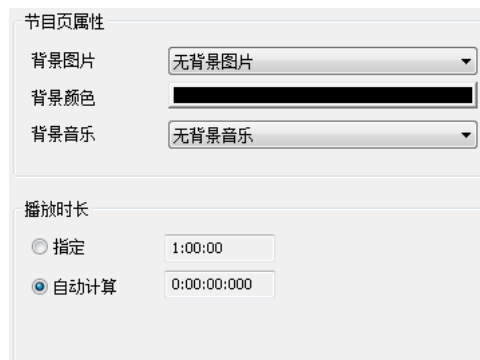 节目页属性
背景图片 无背景图片
背景颜色
背景音乐 无背景音乐
播放时长
指定 1:00:00
自动计算 0:00:00:000